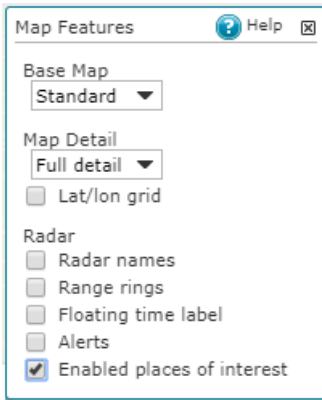 Map Features ? Help
Base Map
Standard
Map Detail
Full detail
Lat/lon grid
Radar
Radar names
Range rings
Floating time label
Alerts
Enabled places of interest